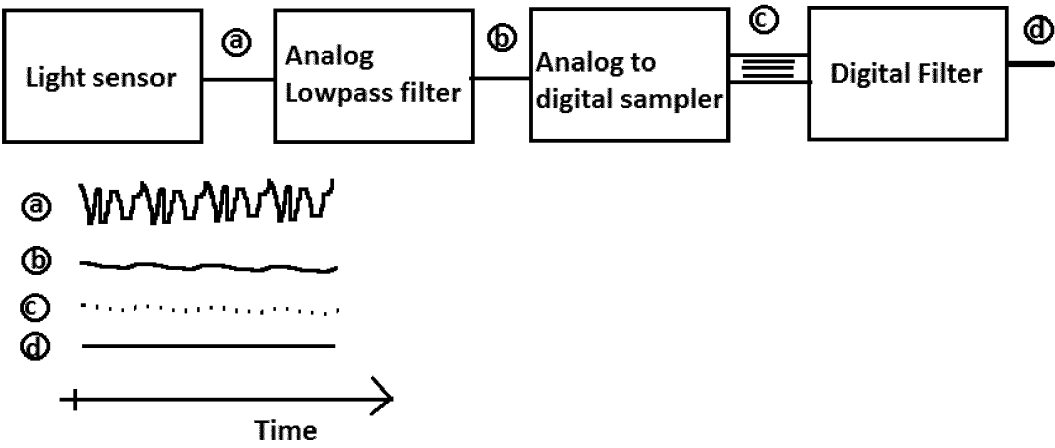 ⓐ
ⓑ
ⓒ
ⓓ
Light sensor
Analog
Lowpass filter
Analog to
digital sampler
Digital Filter
ⓐ
ⓑ
ⓒ
ⓓ
Time